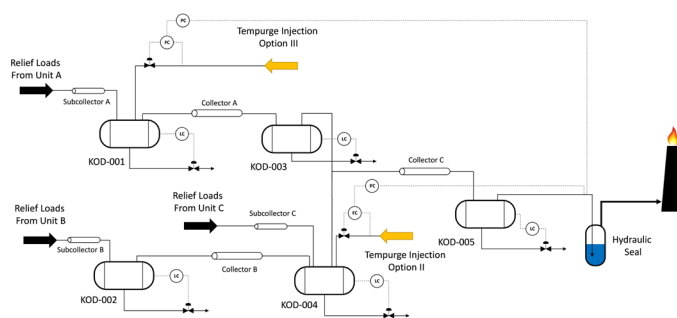 Tempurge Injection
Option III
PC
FC
Relief Loads
From Unit A
Subcollector A
Collector A
LC
KOD-001
LC
KOD-003
Collector C
Relief Loads
From Unit C
Subcollector C
PC
FC
Tempurge Injection
Option II
LC
KOD-005
Hydraulic
Seal
Relief Loads
From Unit B
Subcollector B
Collector B
LC
KOD-002
LC
KOD-004